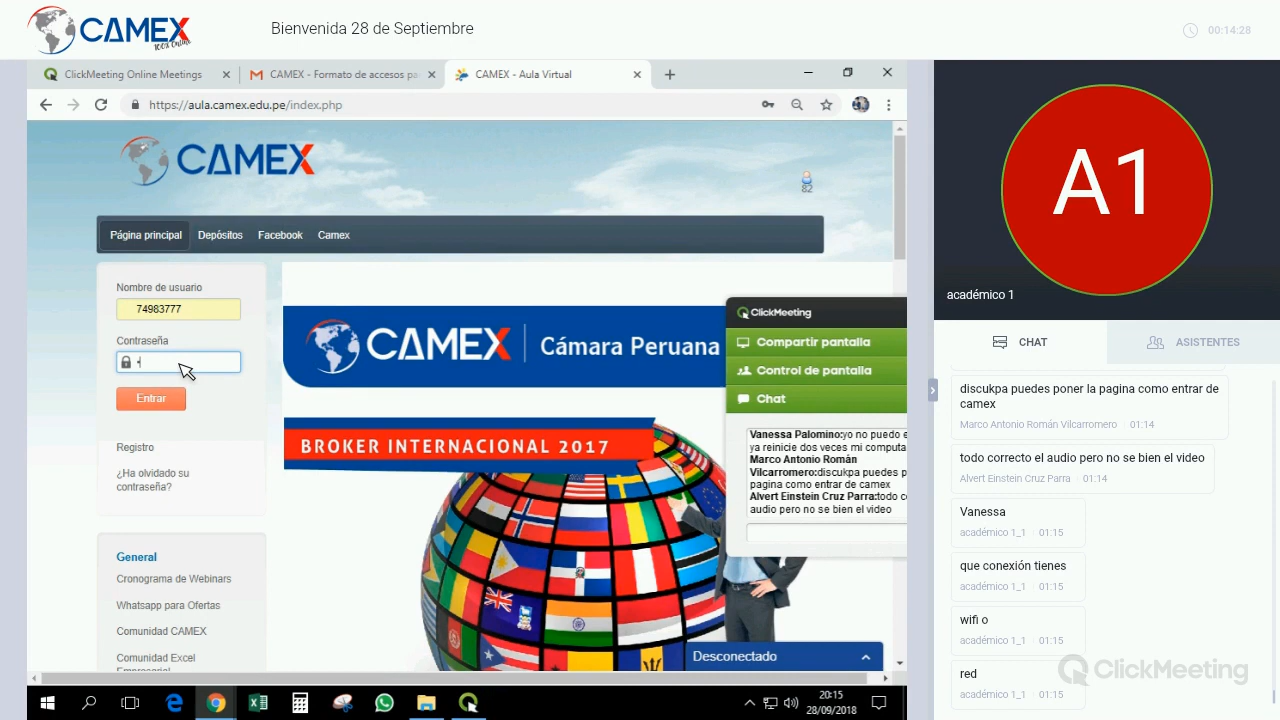 CAMEX
100% Online
Bienvenida 28 de Septiembre
00:14:28
ClickMeeting Online Meetings
CAMEX - Formato de accesos pa
CAMEX - Aula Virtual
https://aula.camex.edu.pe/index.php
CAMEX
82
Página principal
Depósitos
Facebook
Camex
Nombre de usuario
74983777
Contraseña
Entrar
Registro
¿Ha olvidado su
contraseña?
General
Cronograma de Webinars
Whatsapp para Ofertas
Comunidad CAMEX
Comunidad Excel
Empresarial
CAMEX
Cámara Peruana
BROKER INTERNACIONAL 2017
ClickMeeting
Compartir pantalla
Control de pantalla
Chat
Vanessa Palomino:yo no puedo e
ya reinicie dos veces mi computa
Marco Antonio Román
Vilcarromero:discukpa puedes p
pagina como entrar de camex
Alvert Einstein Cruz Parra:todo co
audio pero no se bien el video
Desconectado
20:15
28/09/2018
A1
académico 1
CHAT
ASISTENTES
discukpa puedes poner la pagina como entrar de
camex
Marco Antonio Román Vilcarromero 01:14
todo correcto el audio pero no se bien el video
Alvert Einstein Cruz Parra 01:14
Vanessa
académico 1_1 01:15
que conexión tienes
académico 1_1 01:15
wifi o
académico 1_1 01:15
red
académico 1_1 01:15
ClickMeeting